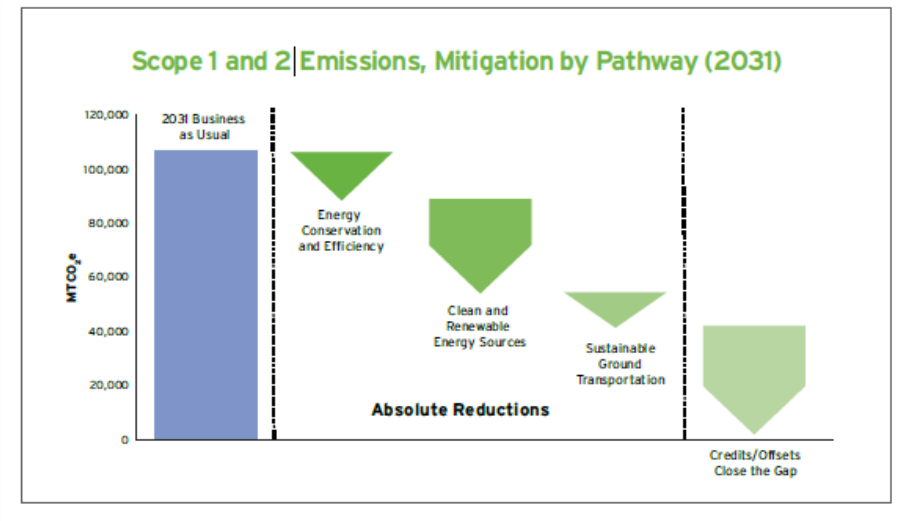 Scope 1 and 2 Emissions, Mitigation by Pathway (2031)
120,000
100,000
80,000
60,000
40,000
20,000
0
MTCO₂e
2031 Business
as Usual
Energy
Conservation
and Efficiency
Clean and
Renewable
Energy Sources
Sustainable
Ground
Transportation
Absolute Reductions
Credits/Offsets
Close the Gap